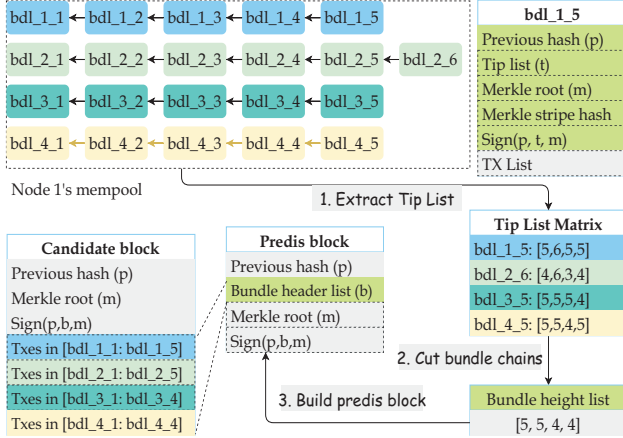 bdl_1_1 bdl_1_2 bdl_1_3 bdl_1_4 bdl_1_5
bdl_2_1 bdl_2_2 bdl_2_3 bdl_2_4 bdl_2_5 bdl_2_6
bdl_3_1 bdl_3_2 bdl_3_3 bdl_3_4 bdl_3_5
bdl_4_1 bdl_4_2 bdl_4_3 bdl_4_4 bdl_4_5
Node 1's mempool
bdl_1_5
Previous hash (p)
Tip list (t)
Merkle root (m)
Merkle stripe hash
Sign(p, t, m)
TX List
1. Extract Tip List
Tip List Matrix
bdl_1_5: [5,6,5,5]
bdl_2_6: [4,6,3,4]
bdl_3_5: [5,5,5,4]
bdl_4_5: [5,5,4,5]
2. Cut bundle chains
Bundle height list
[5, 5, 4, 4]
3. Build predis block
Predis block
Previous hash (p)
Bundle header list (b)
Merkle root (m)
Sign(p,b,m)
Candidate block
Previous hash (p)
Merkle root (m)
Sign(p,b,m)
Txes in [bdl_1_1: bdl_1_5]
Txes in [bdl_2_1: bdl_2_5]
Txes in [bdl_3_1: bdl_3_4]
Txes in [bdl_4_1: bdl_4_4]